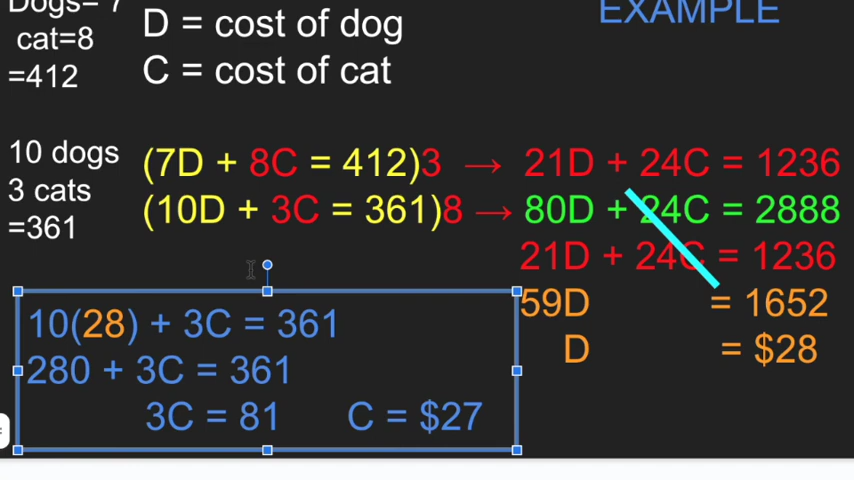 Dogs= 7
cat=8
=412
D = cost of dog
C = cost of cat
EXAMPLE
10 dogs
3 cats
=361
(7D + 8C = 412)3 → 21D + 24C = 1236
(10D + 3C = 361)8 → 80D + 24C = 2888
21D + 24C = 1236
59D = 1652
D = $28
10(28) + 3C = 361
280 + 3C = 361
3C = 81 C = $27